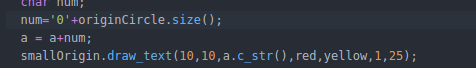 char num;
num='0'+originCircle.size();
a = a+num;
smallOrigin.draw_text(10,10,a.c_str(),red,yellow,1,25);